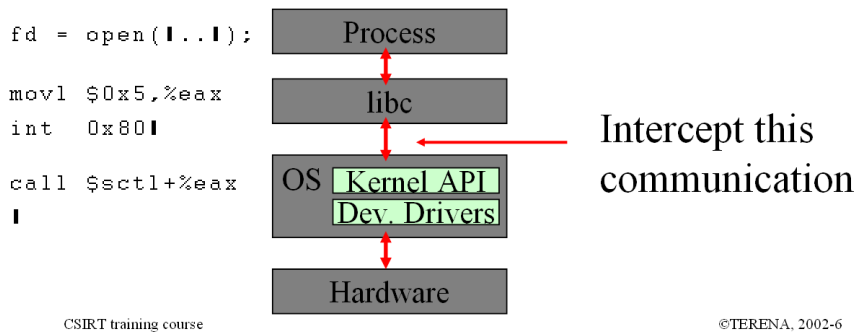 fd = open(▮..▮);
movl $0x5,%eax
int 0x80▮
call $sctl+%eax
▮
Process
libc
OS
Kernel API
Dev. Drivers
Hardware
Intercept this
communication
CSIRT training course
©TERENA, 2002-6